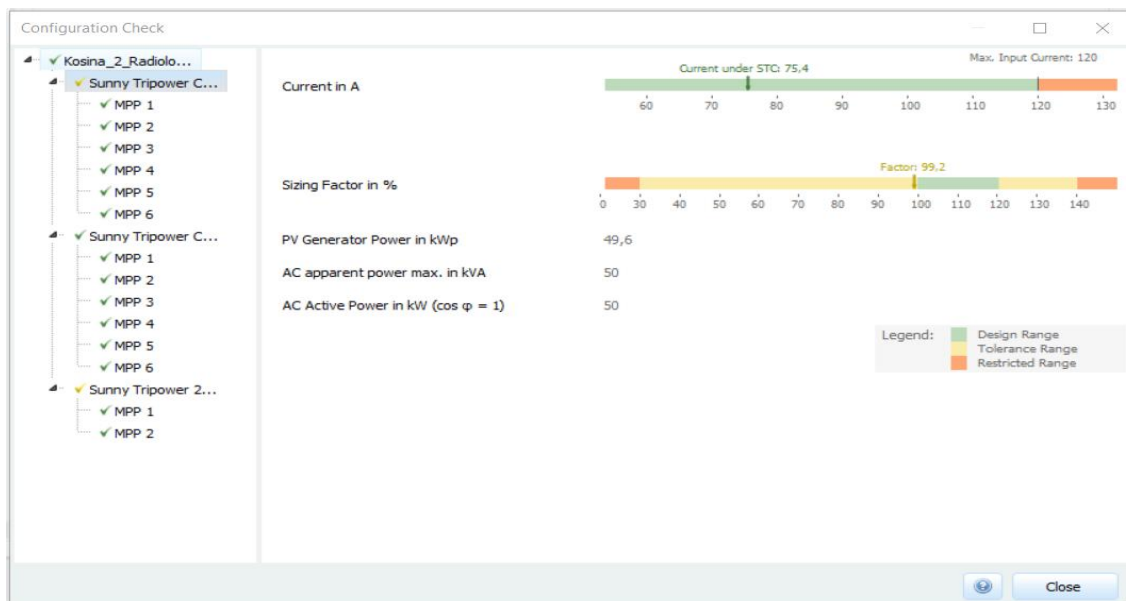 Configuration Check
Kosina_2_Radiolo...
Sunny Tripower C...
MPP 1
MPP 2
MPP 3
MPP 4
MPP 5
MPP 6
Sunny Tripower C...
MPP 1
MPP 2
MPP 3
MPP 4
MPP 5
MPP 6
Sunny Tripower 2...
MPP 1
MPP 2
Max. Input Current: 120
Current under STC: 75,4
Current in A
60 70 80 90 100 110 120 130
Factor: 99,2
Sizing Factor in %
0 30 40 50 60 70 80 90 100 110 120 130 140
PV Generator Power in kWp 49,6
AC apparent power max. in kVA 50
AC Active Power in kW (cos φ = 1) 50
Legend: Design Range
Tolerance Range
Restricted Range
Close